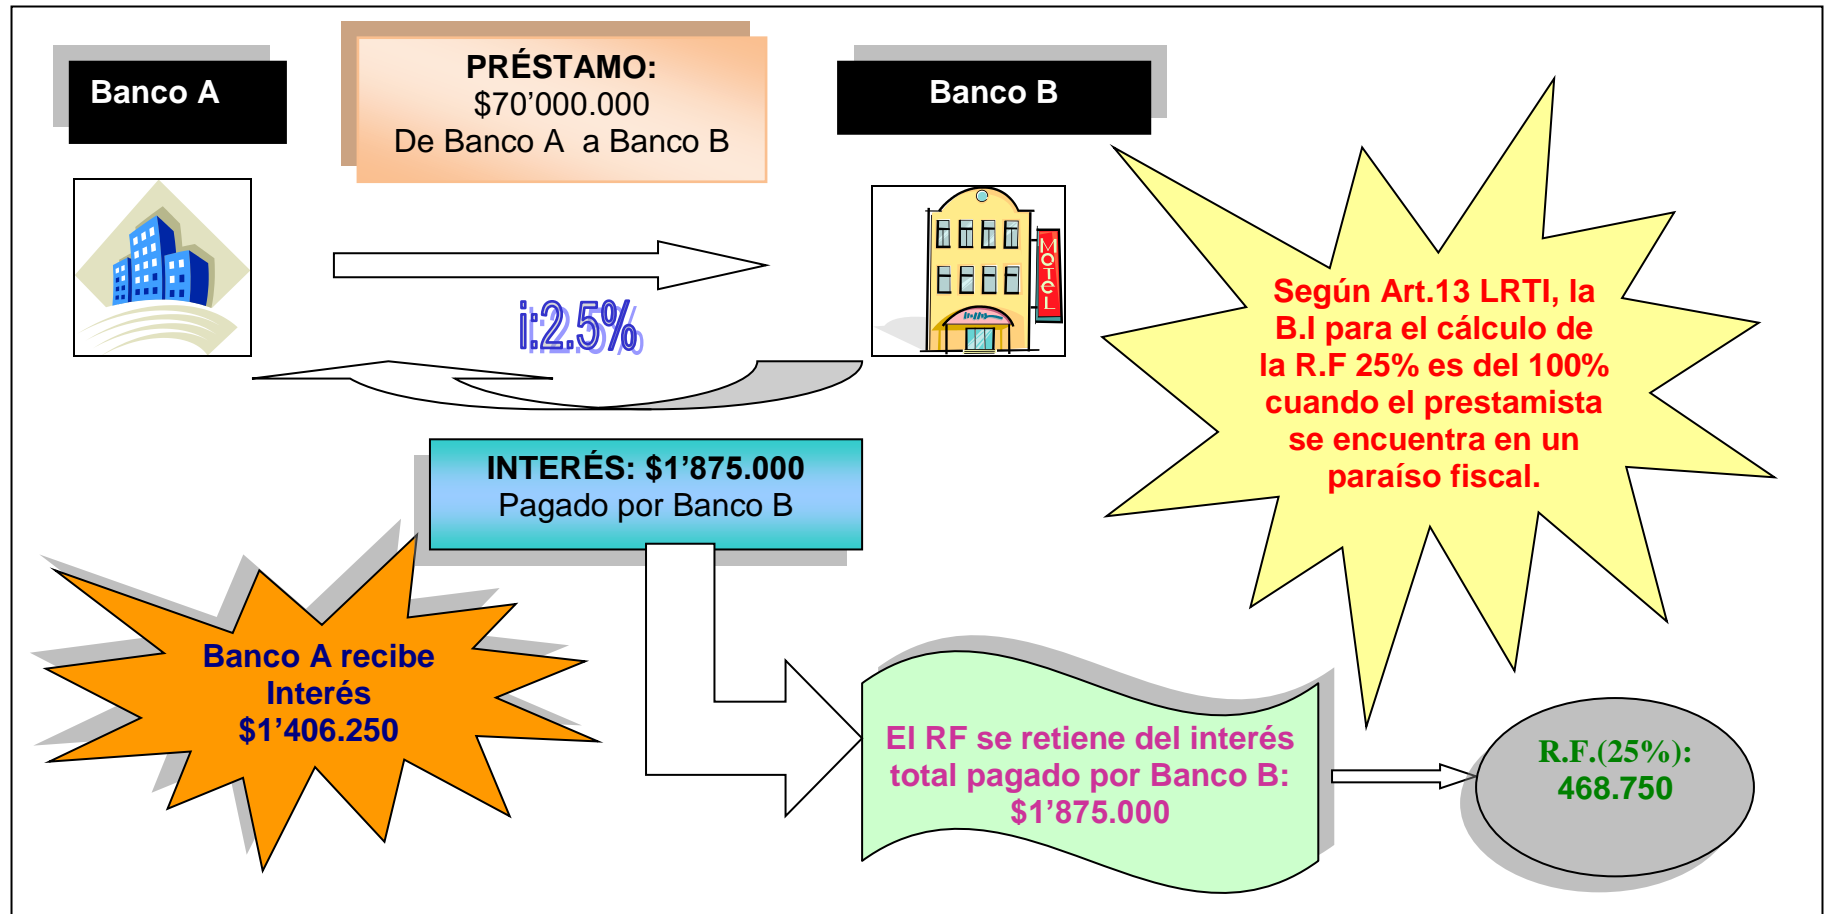 Banco A
PRÉSTAMO:
$70’000.000
De Banco A a Banco B
Banco B
MOTEL
i:2.5%
Según Art.13 LRTI, la
B.I para el cálculo de
la R.F 25% es del 100%
cuando el prestamista
se encuentra en un
paraíso fiscal.
INTERÉS: $1’875.000
Pagado por Banco B
Banco A recibe
Interés
$1’406.250
El RF se retiene del interés
total pagado por Banco B:
$1’875.000
R.F.(25%):
468.750